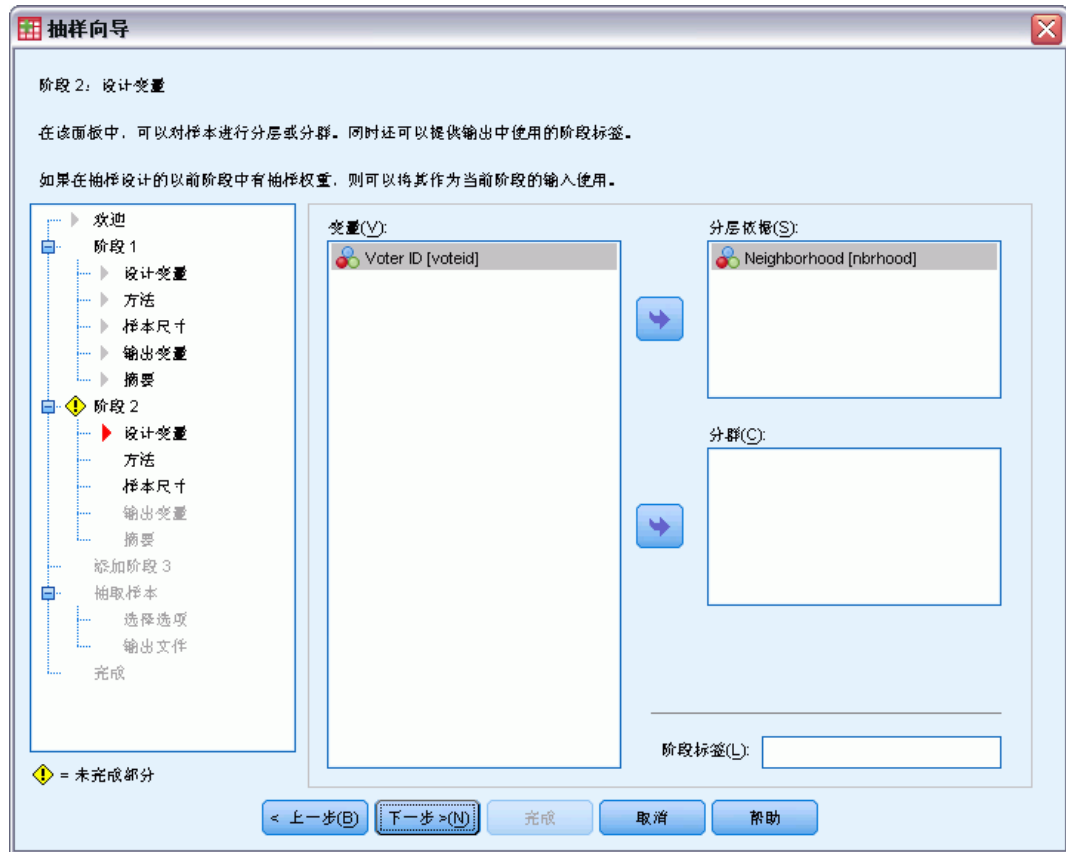 抽样向导
阶段 2：设计变量
在该面板中，可以对样本进行分层或分群。同时还可以提供输出中使用的阶段标签。
如果在抽样设计的以前阶段中有抽样权重，则可以将其作为当前阶段的输入使用。
欢迎
阶段 1
设计变量
方法
样本尺寸
输出变量
摘要
阶段 2
设计变量
方法
样本尺寸
输出变量
摘要
添加阶段 3
抽取样本
选择选项
输出文件
完成
! = 未完成部分
变量(V):
Voter ID [voteid]
分层依据(S):
Neighborhood [nbrhood]
分群(C):
阶段标签(L):
< 上一步(B)
下一步 >(N)
完成
取消
帮助